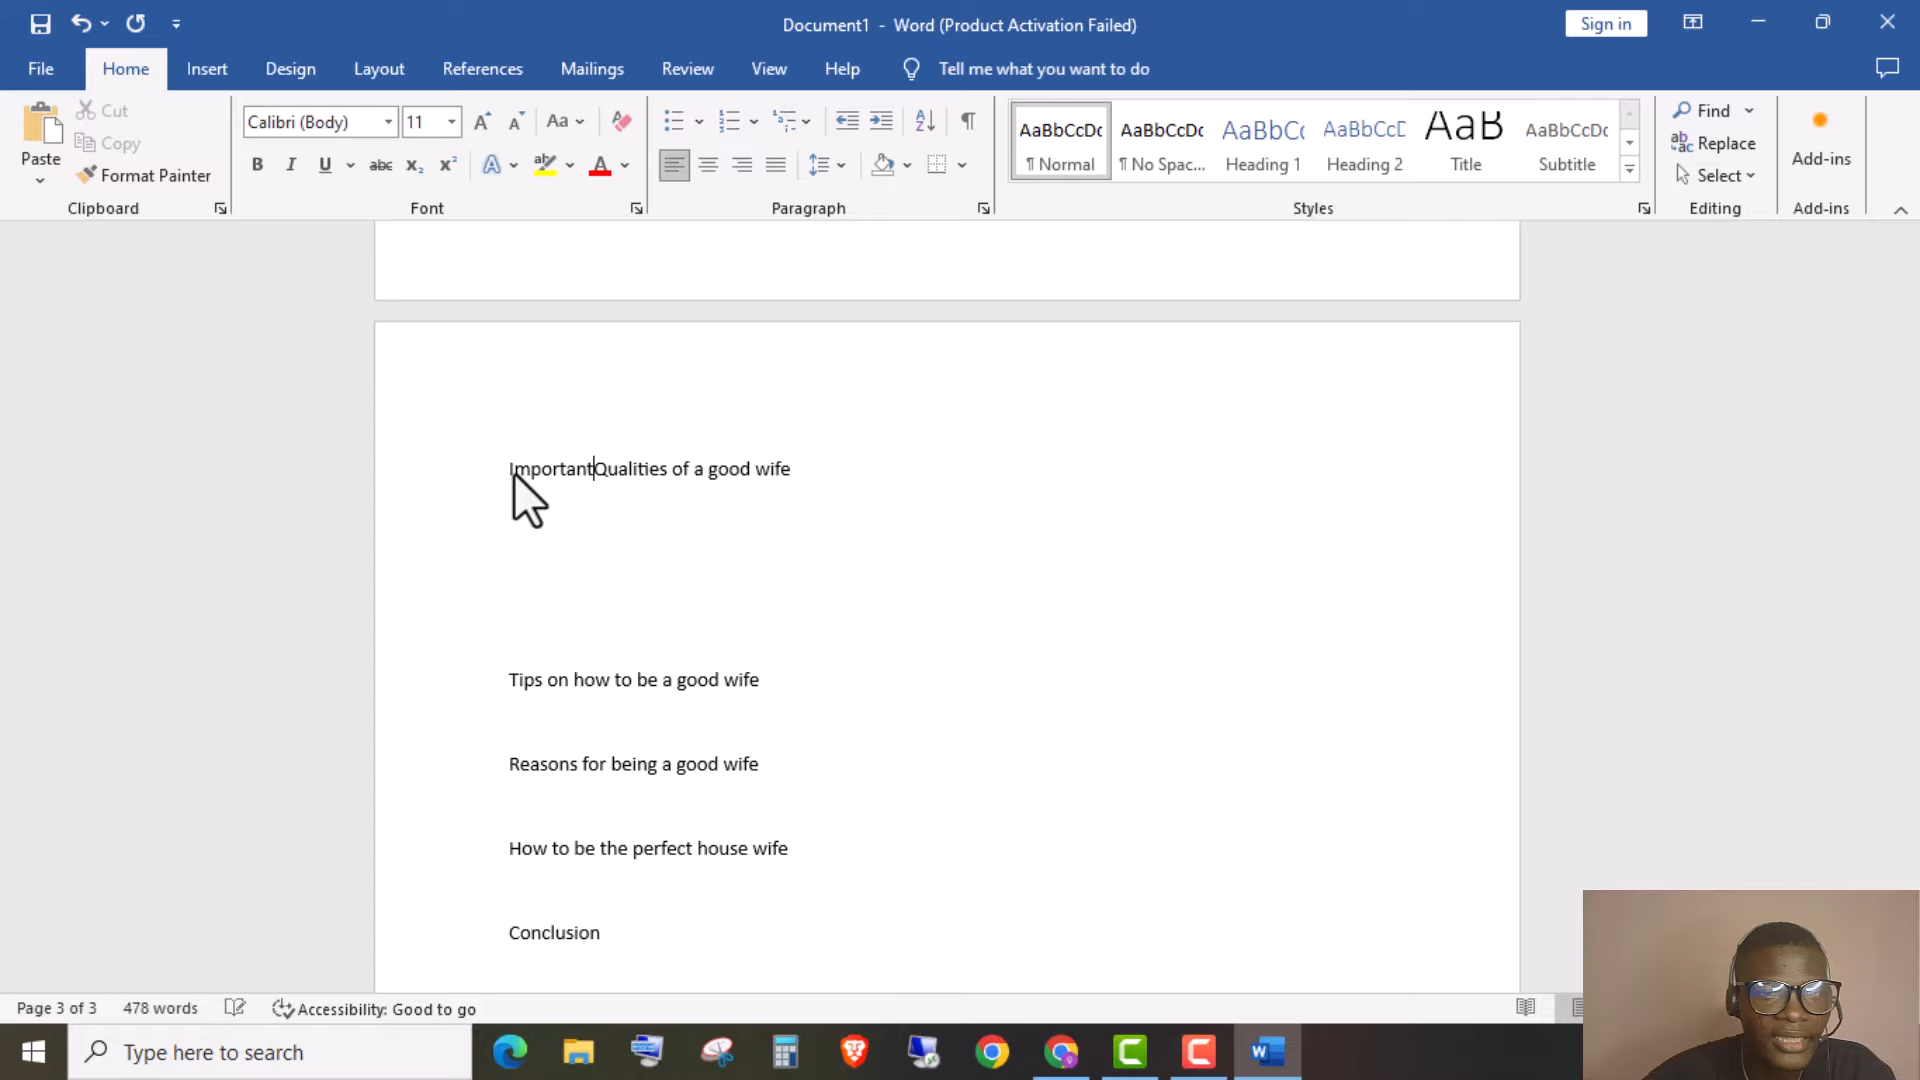 Document1 - Word (Product Activation Failed)
Sign in
File Home Insert Design Layout References Mailings Review View Help Tell me what you want to do
Paste
Cut
Copy
Format Painter
Clipboard
Calibri (Body) 11
Aa
B I U abc x₂ x² A A
Font
Paragraph
AaBbCcDc AaBbCcDc AaBbC AaBbCcD AaB AaBbCcDc
¶ Normal ¶ No Spac... Heading 1 Heading 2 Title Subtitle
Styles
Find
Replace
Select
Editing
Add-ins
Add-ins
ImportantQualities of a good wife
Tips on how to be a good wife
Reasons for being a good wife
How to be the perfect house wife
Conclusion
Page 3 of 3 478 words Accessibility: Good to go
Type here to search